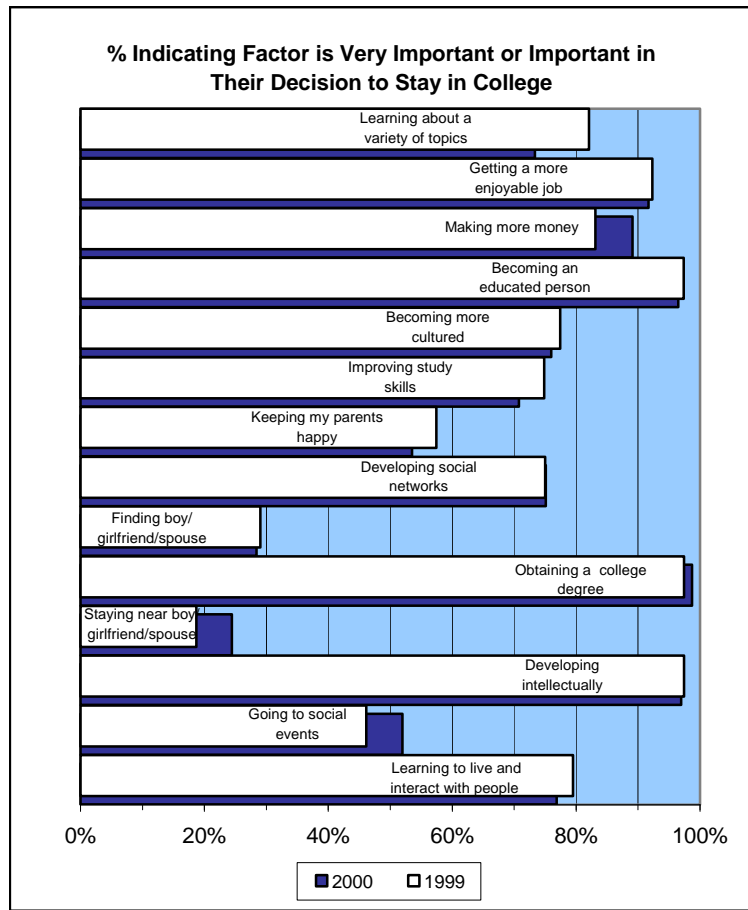 % Indicating Factor is Very Important or Important in
Their Decision to Stay in College
Learning about a
variety of topics
Getting a more
enjoyable job
Making more money
Becoming an
educated person
Becoming more
cultured
Improving study
skills
Keeping my parents
happy
Developing social
networks
Finding boy/
girlfriend/spouse
Obtaining a college
degree
Staying near boy/
girlfriend/spouse
Developing
intellectually
Going to social
events
Learning to live and
interact with people
0% 20% 40% 60% 80% 100%
2000 1999